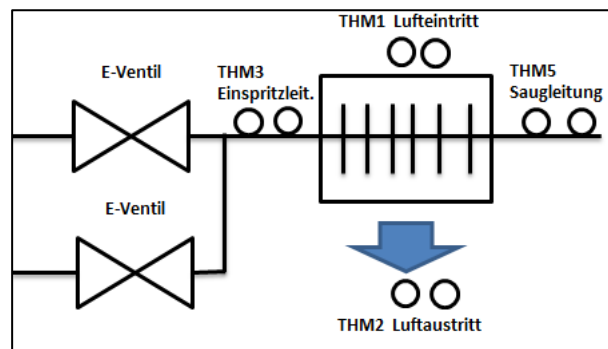 THM1 Lufteintritt
E-Ventil
THM3
Einspritzleit.
THM5
Saugleitung
E-Ventil
THM2 Luftaustritt